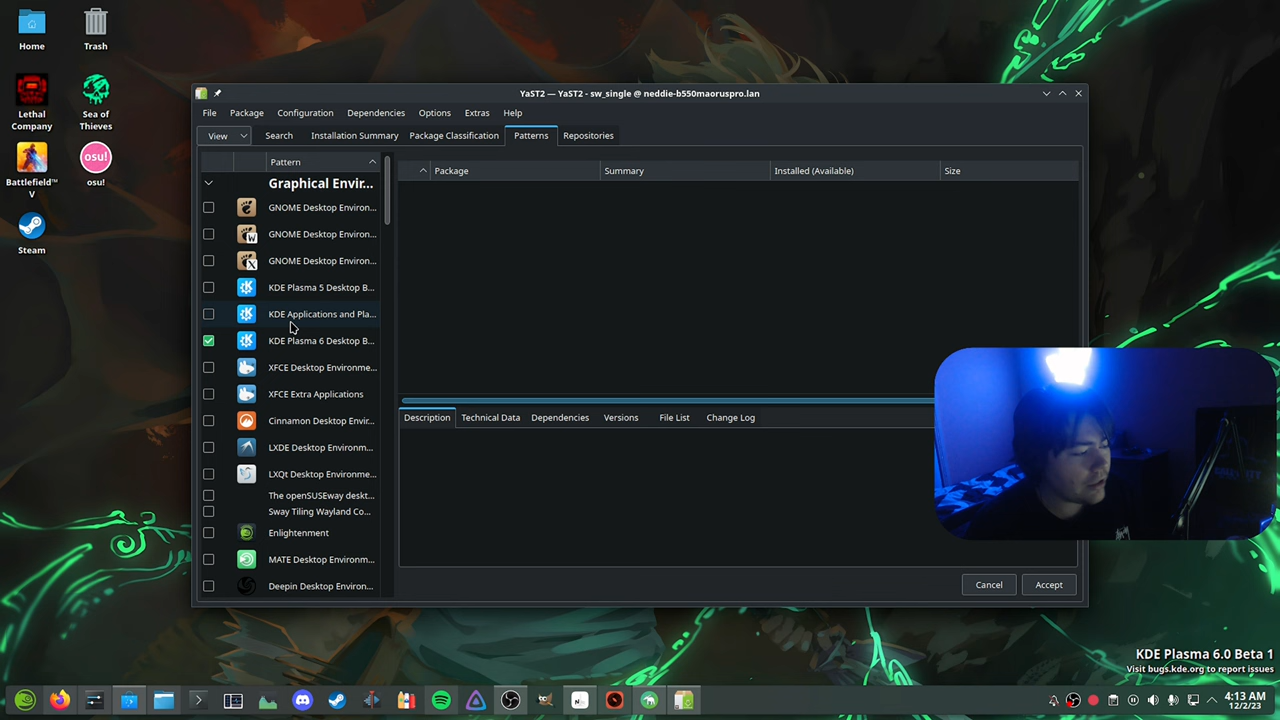 Home
Trash
Lethal
Company
Sea of
Thieves
Battlefield™
V
osu!
osu!
Steam
YaST2 — YaST2 - sw_single @ neddie-b550maoruspro.lan
File Package Configuration Dependencies Options Extras Help
View Search Installation Summary Package Classification Patterns Repositories
Pattern
Package Summary Installed (Available) Size
Graphical Envir...
GNOME Desktop Environ...
GNOME Desktop Environ...
GNOME Desktop Environ...
KDE Plasma 5 Desktop B...
KDE Applications and Pla...
KDE Plasma 6 Desktop B...
XFCE Desktop Environme...
XFCE Extra Applications
Cinnamon Desktop Envir...
LXDE Desktop Environm...
LXQt Desktop Environme...
The openSUSEway deskt...
Sway Tiling Wayland Co...
Enlightenment
MATE Desktop Environm...
Deepin Desktop Environ...
Description Technical Data Dependencies Versions File List Change Log
Cancel Accept
KDE Plasma 6.0 Beta 1
Visit bugs.kde.org to report issues
4:13 AM
12/2/23